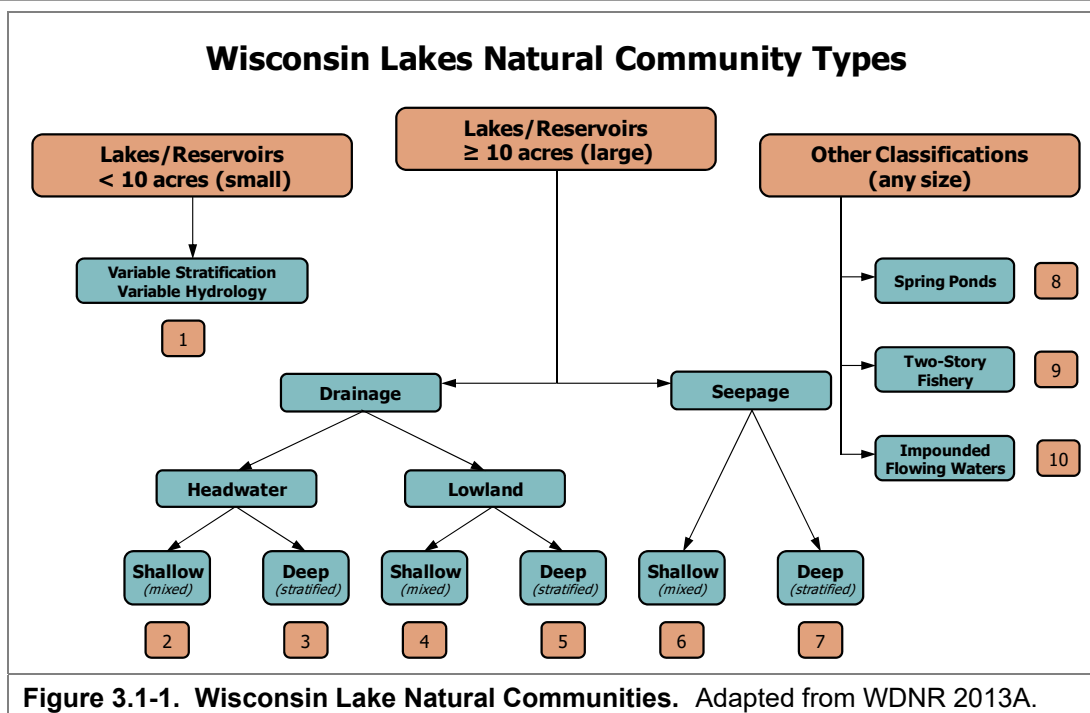 Wisconsin Lakes Natural Community Types
Lakes/Reservoirs
< 10 acres (small)
Lakes/Reservoirs
≥ 10 acres (large)
Other Classifications
(any size)
Variable Stratification
Variable Hydrology
1
Spring Ponds
8
Two-Story
Fishery
9
Impounded
Flowing Waters
10
Drainage
Seepage
Headwater
Lowland
Shallow
(mixed)
Deep
(stratified)
Shallow
(mixed)
Deep
(stratified)
Shallow
(mixed)
Deep
(stratified)
2
3
4
5
6
7
Figure 3.1-1. Wisconsin Lake Natural Communities. Adapted from WDNR 2013A.